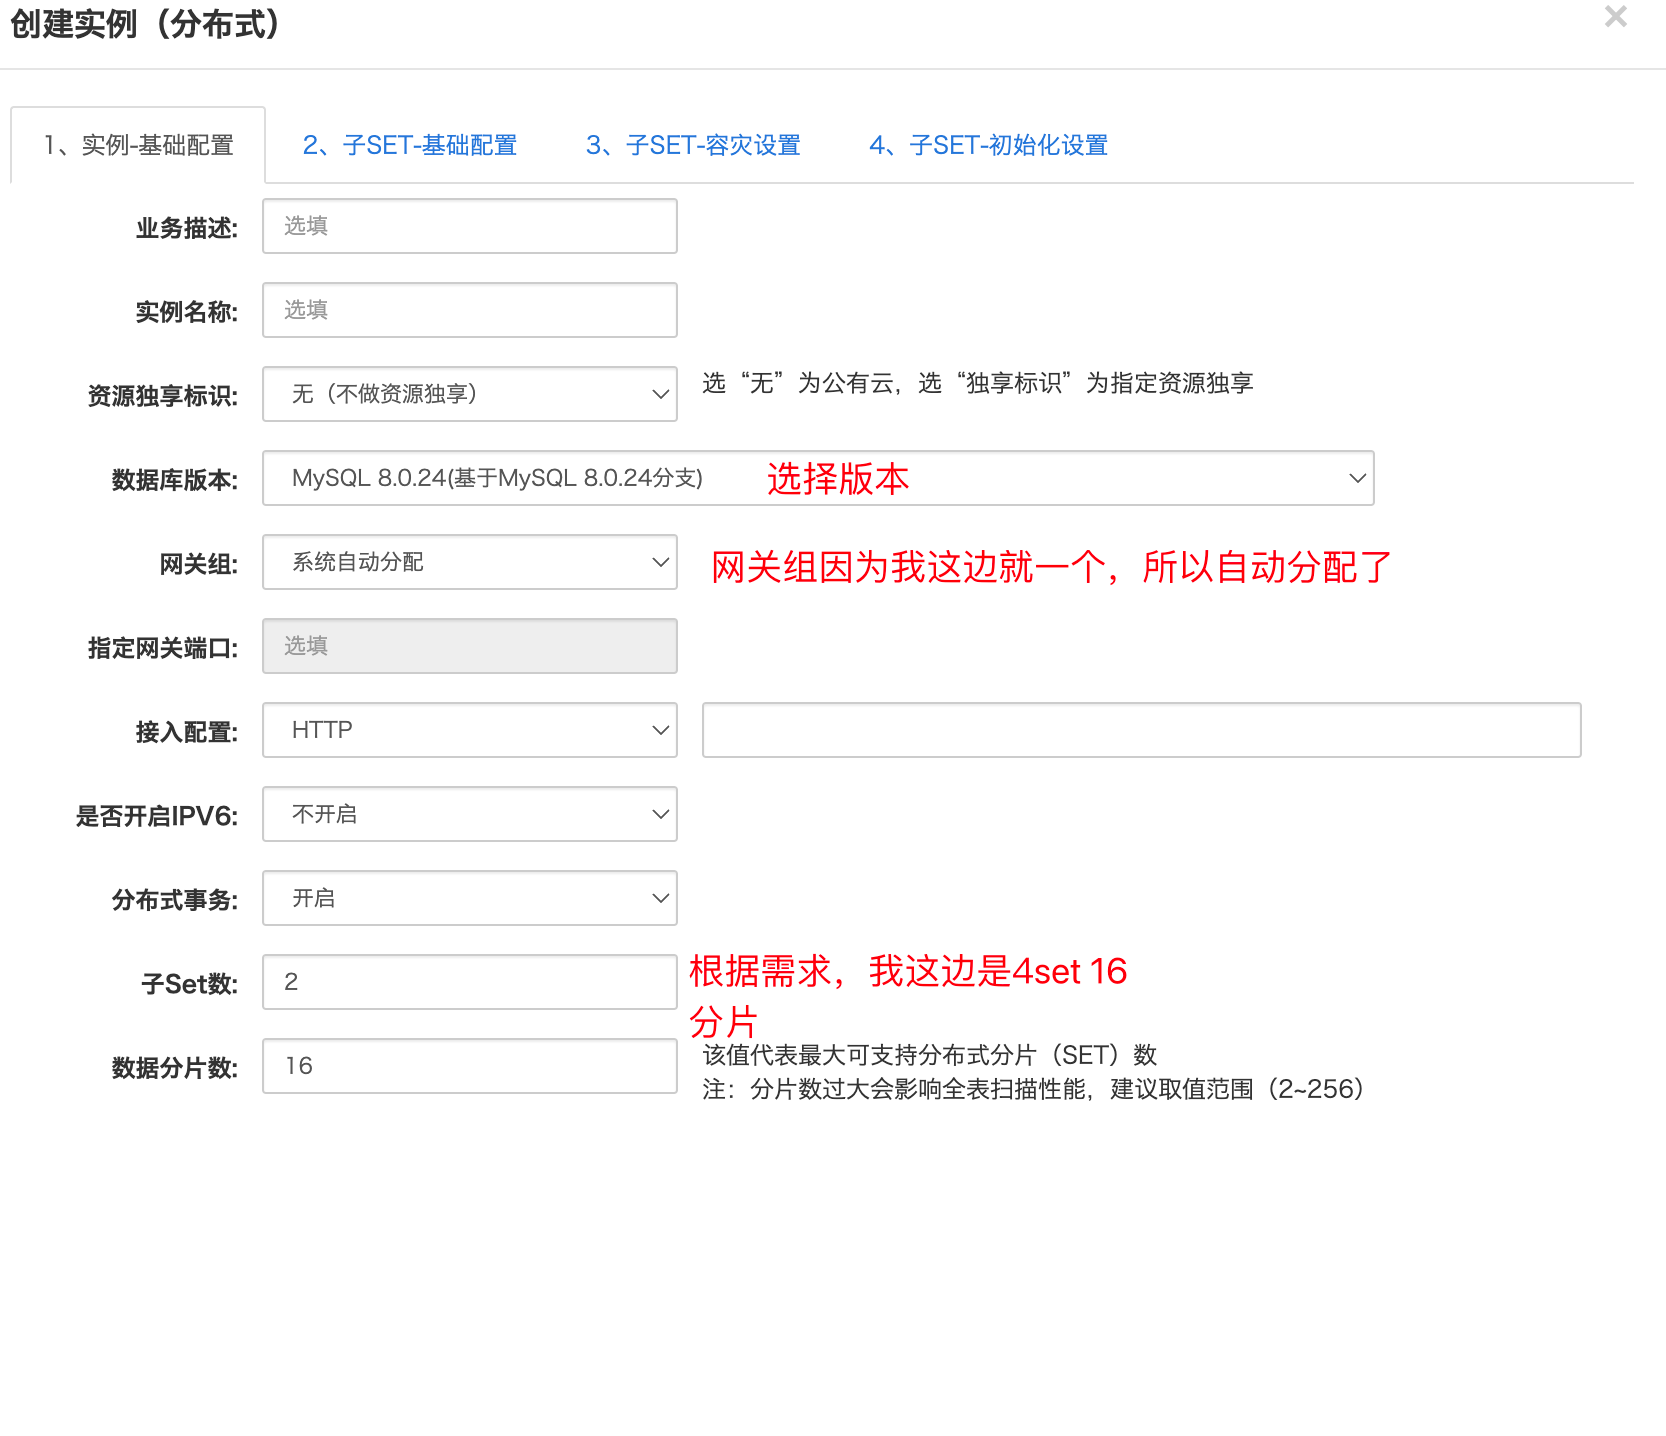 创建实例（分布式）
×
1、实例-基础配置
2、子SET-基础配置
3、子SET-容灾设置
4、子SET-初始化设置
业务描述: 选填
实例名称: 选填
资源独享标识: 无（不做资源独享） 选“无”为公有云，选“独享标识”为指定资源独享
数据库版本: MySQL 8.0.24(基于MySQL 8.0.24分支) 选择版本
网关组: 系统自动分配 网关组因为我这边就一个，所以自动分配了
指定网关端口: 选填
接入配置: HTTP
是否开启IPV6: 不开启
分布式事务: 开启
子Set数: 2 根据需求，我这边是4set 16
分片
数据分片数: 16 该值代表最大可支持分布式分片（SET）数
注：分片数过大会影响全表扫描性能，建议取值范围（2~256）